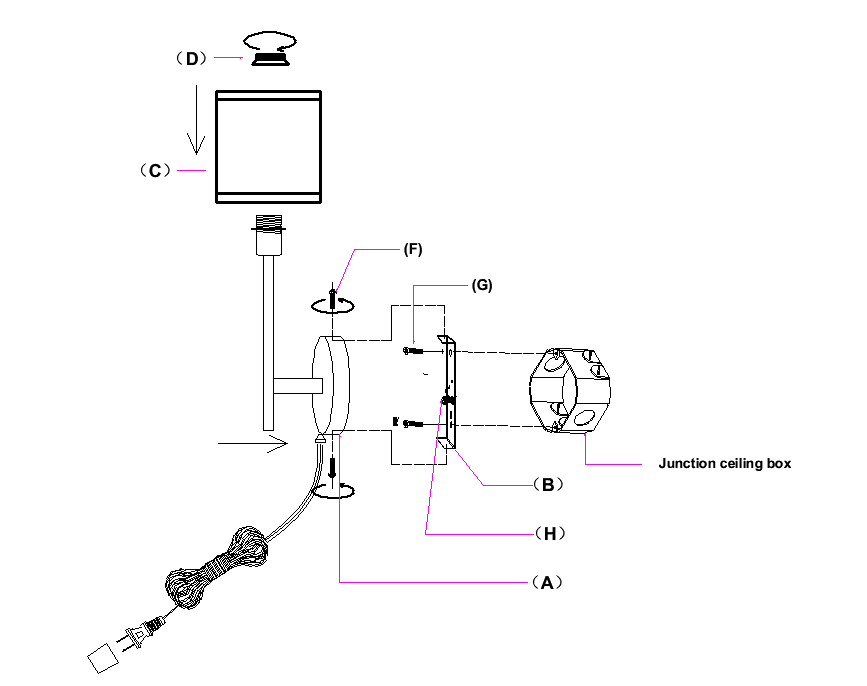 （D）
（C）
(F)
(G)
Junction ceiling box
（B）
（H）
（A）